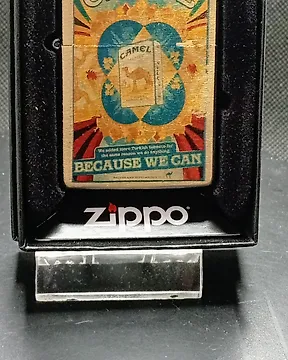 CAMEL
We added more Turkish tobacco for
the same reason we do anything.
BECAUSE WE CAN
zippo